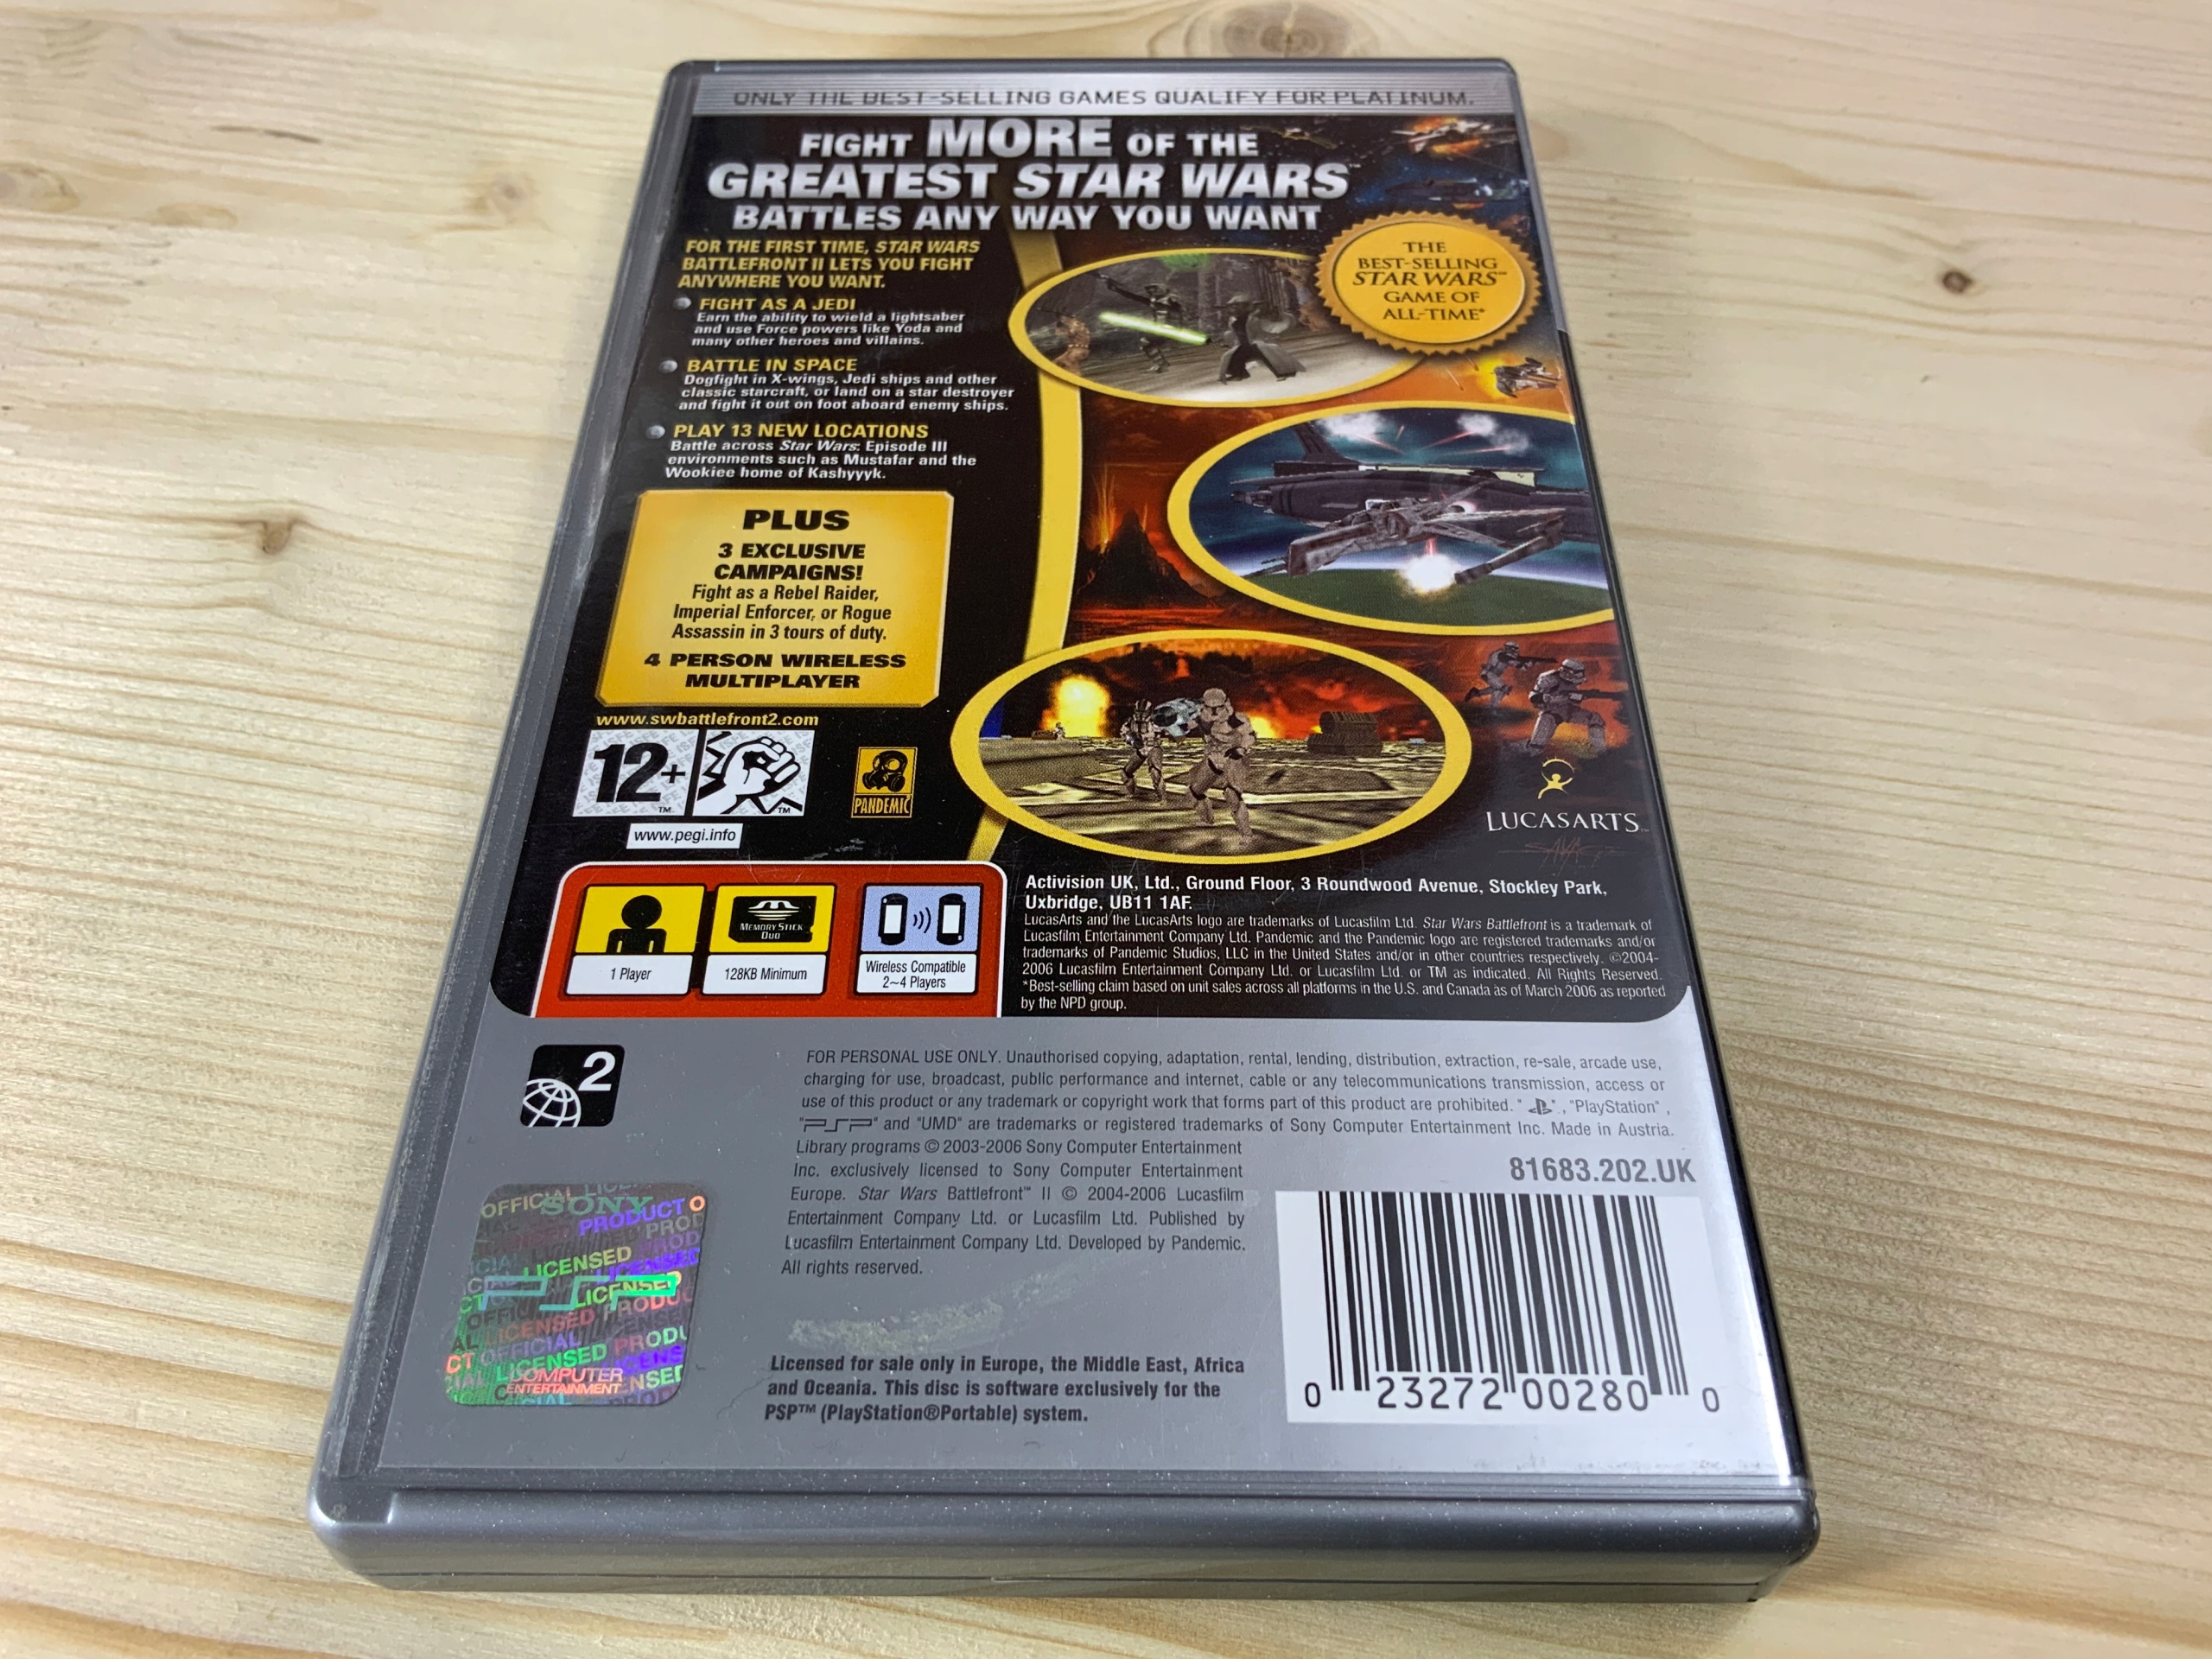 ONLY THE BEST-SELLING GAMES QUALIFY FOR PLATINUM.
FIGHT MORE OF THE
GREATEST STAR WARS™
BATTLES ANY WAY YOU WANT
FOR THE FIRST TIME, STAR WARS
BATTLEFRONT II LETS YOU FIGHT
ANYWHERE YOU WANT.
FIGHT AS A JEDI
Earn the ability to wield a lightsaber
and use Force powers like Yoda and
many other heroes and villains.
BATTLE IN SPACE
Dogfight in X-wings, Jedi ships and other
classic starcraft, or land on a star destroyer
and fight it out on foot aboard enemy ships.
PLAY 13 NEW LOCATIONS
Battle across Star Wars: Episode III
environments such as Mustafar and the
Wookiee home of Kashyyyk.
THE
BEST-SELLING
STAR WARS™
GAME OF
ALL-TIME*
PLUS
3 EXCLUSIVE
CAMPAIGNS!
Fight as a Rebel Raider,
Imperial Enforcer, or Rogue
Assassin in 3 tours of duty.
4 PERSON WIRELESS
MULTIPLAYER
www.swbattlefront2.com
12+
™
™
www.pegi.info
PANDEMIC
LUCASARTS™
1 Player
MEMORY STICK
DUO
128KB Minimum
Wireless Compatible
2~4 Players
Activision UK, Ltd., Ground Floor, 3 Roundwood Avenue, Stockley Park,
Uxbridge, UB11 1AF.
LucasArts and the LucasArts logo are trademarks of Lucasfilm Ltd. Star Wars Battlefront is a trademark of
Lucasfilm Entertainment Company Ltd. Pandemic and the Pandemic logo are registered trademarks and/or
trademarks of Pandemic Studios, LLC in the United States and/or in other countries respectively. ©2004-
2006 Lucasfilm Entertainment Company Ltd. or Lucasfilm Ltd. or TM as indicated. All Rights Reserved.
*Best-selling claim based on unit sales across all platforms in the U.S. and Canada as of March 2006 as reported
by the NPD group.
2
FOR PERSONAL USE ONLY. Unauthorised copying, adaptation, rental, lending, distribution, extraction, re-sale, arcade use,
charging for use, broadcast, public performance and internet, cable or any telecommunications transmission, access or
use of this product or any trademark or copyright work that forms part of this product are prohibited. " ", "PlayStation",
"PSP" and "UMD" are trademarks or registered trademarks of Sony Computer Entertainment Inc. Made in Austria.
Library programs © 2003-2006 Sony Computer Entertainment
Inc. exclusively licensed to Sony Computer Entertainment
Europe. Star Wars Battlefront™ II © 2004-2006 Lucasfilm
Entertainment Company Ltd. or Lucasfilm Ltd. Published by
Lucasfilm Entertainment Company Ltd. Developed by Pandemic.
All rights reserved.
81683.202.UK
SONY
PRODUCT
LICENSED
PSP
LICENSED
OFFICIAL
LICENSED
COMPUTER
ENTERTAINMENT
Licensed for sale only in Europe, the Middle East, Africa
and Oceania. This disc is software exclusively for the
PSP™ (PlayStation®Portable) system.
0 23272 00280 0